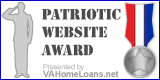 PATRIOTIC
WEBSITE
AWARD
Presented by
VAHomeLoans.net